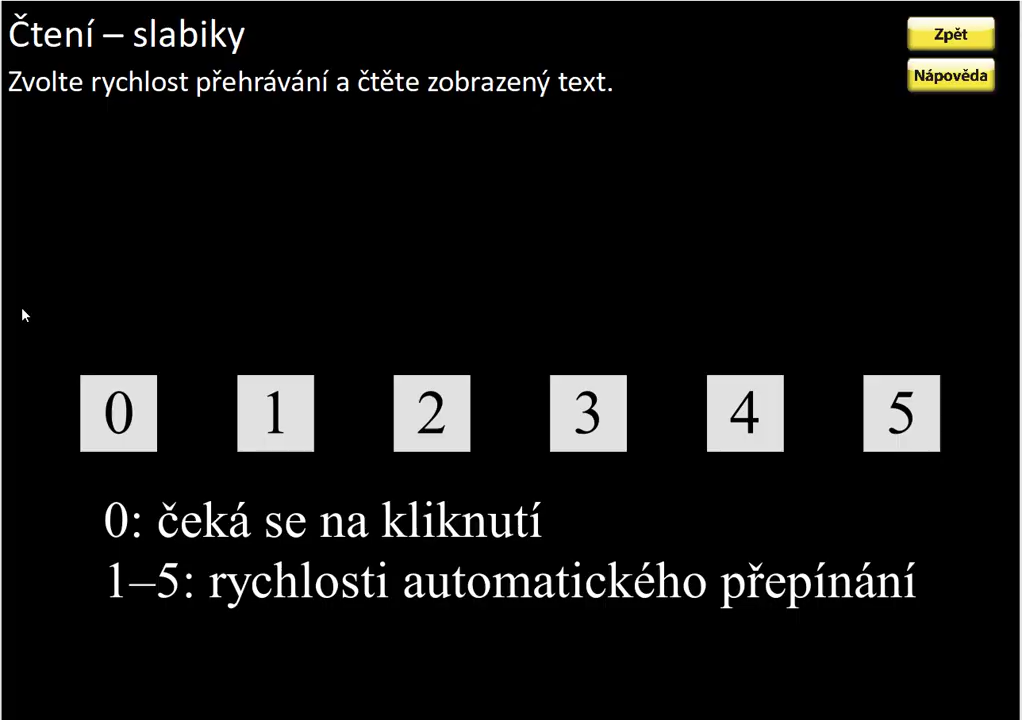 Čtení – slabiky
Zpět
Zvolte rychlost přehrávání a čtěte zobrazený text.
Nápověda
0 1 2 3 4 5
0: čeká se na kliknutí
1–5: rychlosti automatického přepínání